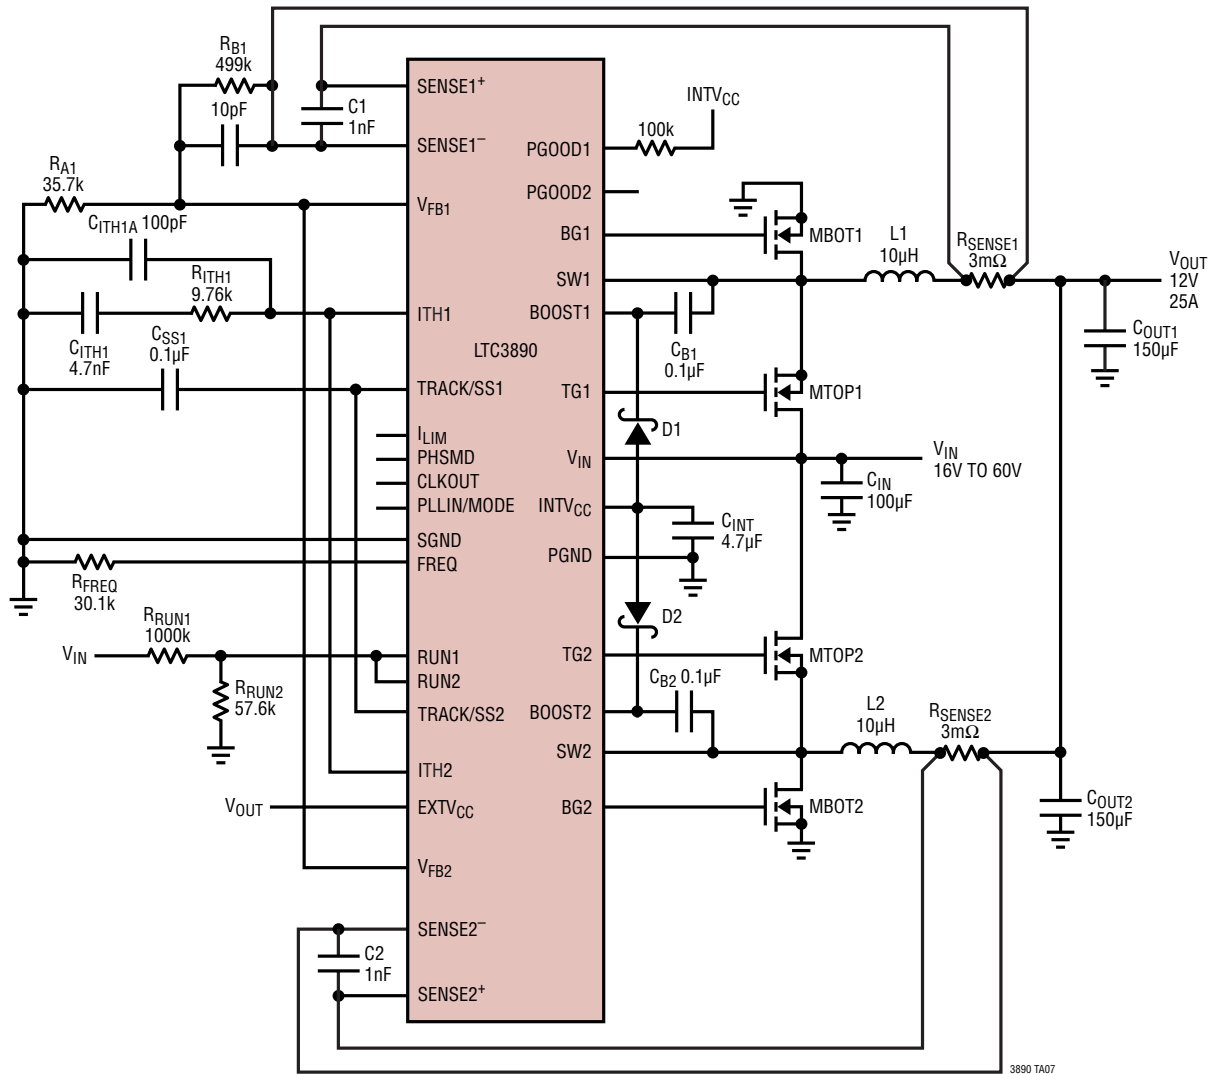 RB1
499k
10pF
C1
1nF
RA1
35.7k
CITH1A 100pF
RITH1
9.76k
CITH1
4.7nF
CSS1
0.1µF
RFREQ
30.1k
RRUN1
1000k
VIN
RRUN2
57.6k
VOUT
C2
1nF
SENSE1+
SENSE1–
VFB1
ITH1
LTC3890
TRACK/SS1
ILIM
PHSMD
CLKOUT
PLLIN/MODE
SGND
FREQ
RUN1
RUN2
TRACK/SS2
ITH2
EXTVCC
VFB2
SENSE2–
SENSE2+
PGOOD1
PGOOD2
BG1
SW1
BOOST1
TG1
VIN
INTVCC
PGND
TG2
BOOST2
SW2
BG2
INTVCC
100k
MBOT1
L1
10µH
RSENSE1
3mΩ
VOUT
12V
25A
COUT1
150µF
CB1
0.1µF
MTOP1
D1
VIN
16V TO 60V
CIN
100µF
CINT
4.7µF
D2
MTOP2
CB2 0.1µF
L2
10µH
RSENSE2
3mΩ
MBOT2
COUT2
150µF
3890 TA07